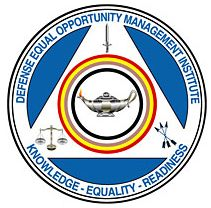 DEFENSE EQUAL OPPORTUNITY MANAGEMENT INSTITUTE
KNOWLEDGE - EQUALITY - READINESS